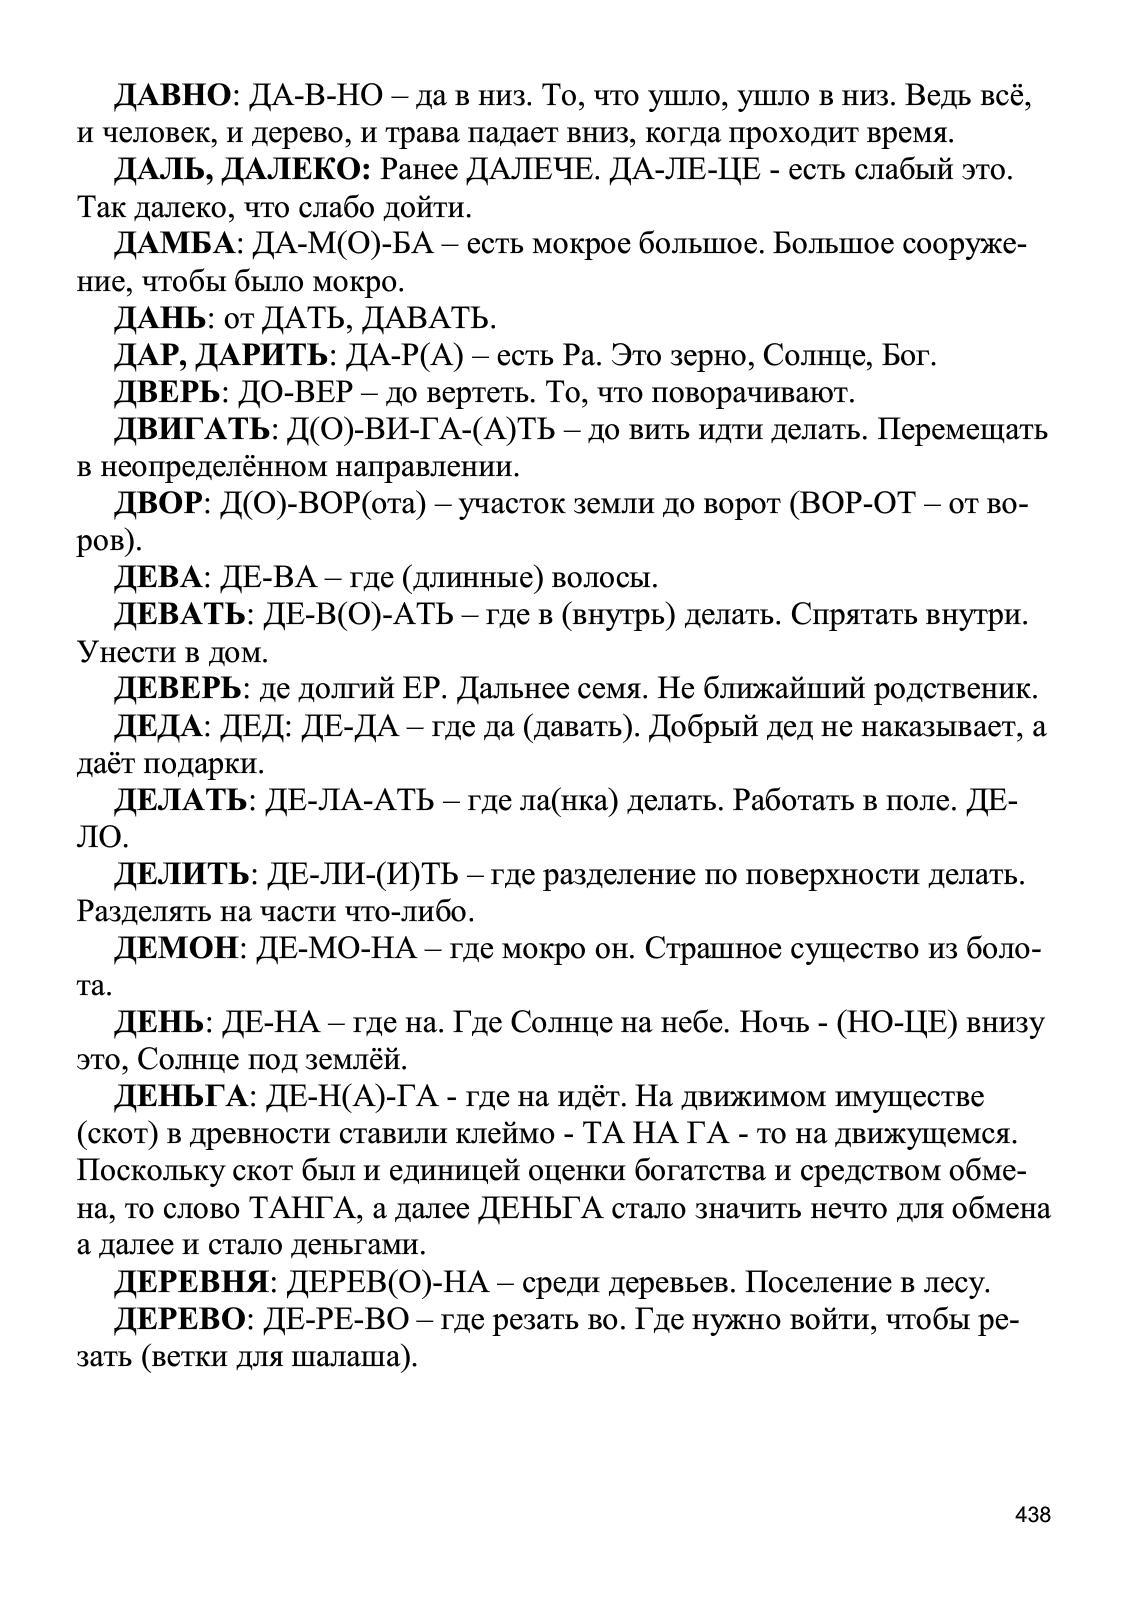 ДАВНО: ДА-В-НО – да в низ. То, что ушло, ушло в низ. Ведь всё,
и человек, и дерево, и трава падает вниз, когда проходит время.
ДАЛЬ, ДАЛЕКО: Ранее ДАЛЕЧЕ. ДА-ЛЕ-ЦЕ - есть слабый это.
Так далеко, что слабо дойти.
ДАМБА: ДА-М(О)-БА – есть мокрое большое. Большое сооруже-
ние, чтобы было мокро.
ДАНЬ: от ДАТЬ, ДАВАТЬ.
ДАР, ДАРИТЬ: ДА-Р(А) – есть Ра. Это зерно, Солнце, Бог.
ДВЕРЬ: ДО-ВЕР – до вертеть. То, что поворачивают.
ДВИГАТЬ: Д(О)-ВИ-ГА-(А)ТЬ – до вить идти делать. Перемещать
в неопределённом направлении.
ДВОР: Д(О)-ВОР(ота) – участок земли до ворот (ВОР-ОТ – от во-
ров).
ДЕВА: ДЕ-ВА – где (длинные) волосы.
ДЕВАТЬ: ДЕ-В(О)-АТЬ – где в (внутрь) делать. Спрятать внутри.
Унести в дом.
ДЕВЕРЬ: де долгий ЕР. Дальнее семя. Не ближайший родственик.
ДЕДА: ДЕД: ДЕ-ДА – где да (давать). Добрый дед не наказывает, а
даёт подарки.
ДЕЛАТЬ: ДЕ-ЛА-АТЬ – где ла(нка) делать. Работать в поле. ДЕ-
ЛО.
ДЕЛИТЬ: ДЕ-ЛИ-(И)ТЬ – где разделение по поверхности делать.
Разделять на части что-либо.
ДЕМОН: ДЕ-МО-НА – где мокро он. Страшное существо из боло-
та.
ДЕНЬ: ДЕ-НА – где на. Где Солнце на небе. Ночь - (НО-ЦЕ) внизу
это, Солнце под землёй.
ДЕНЬГА: ДЕ-Н(А)-ГА - где на идёт. На движимом имуществе
(скот) в древности ставили клеймо - ТА НА ГА - то на движущемся.
Поскольку скот был и единицей оценки богатства и средством обме-
на, то слово ТАНГА, а далее ДЕНЬГА стало значить нечто для обмена
а далее и стало деньгами.
ДЕРЕВНЯ: ДЕРЕВ(О)-НА – среди деревьев. Поселение в лесу.
ДЕРЕВО: ДЕ-РЕ-ВО – где резать во. Где нужно войти, чтобы ре-
зать (ветки для шалаша).
438